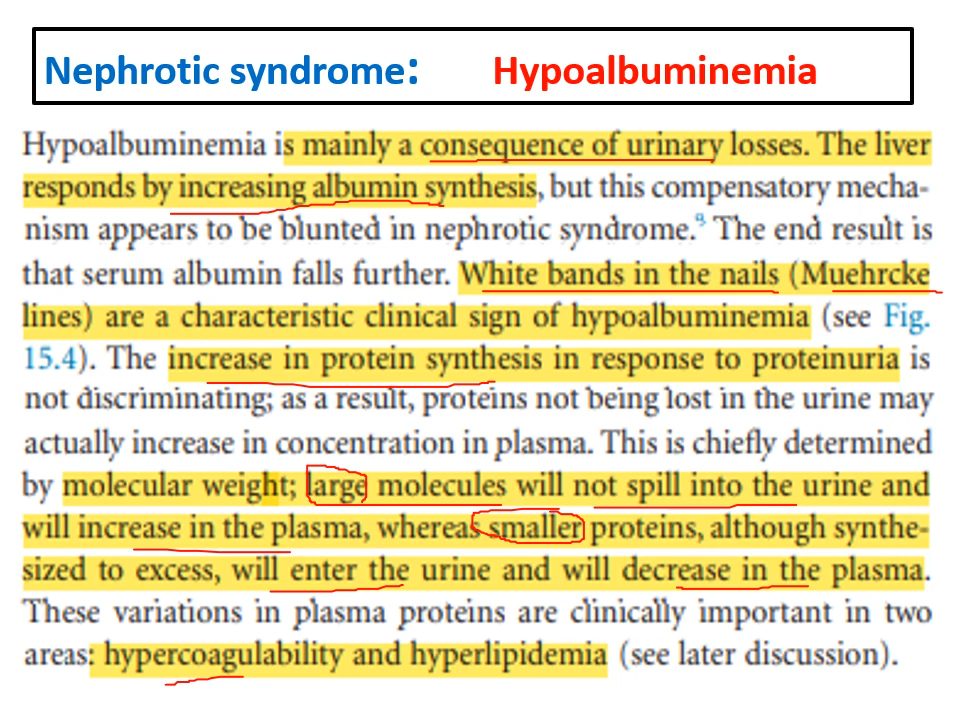 Nephrotic syndrome: Hypoalbuminemia
Hypoalbuminemia is mainly a consequence of urinary losses. The liver
responds by increasing albumin synthesis, but this compensatory mecha-
nism appears to be blunted in nephrotic syndrome.9 The end result is
that serum albumin falls further. White bands in the nails (Muehrcke
lines) are a characteristic clinical sign of hypoalbuminemia (see Fig.
15.4). The increase in protein synthesis in response to proteinuria is
not discriminating; as a result, proteins not being lost in the urine may
actually increase in concentration in plasma. This is chiefly determined
by molecular weight; large molecules will not spill into the urine and
will increase in the plasma, whereas smaller proteins, although synthe-
sized to excess, will enter the urine and will decrease in the plasma.
These variations in plasma proteins are clinically important in two
areas: hypercoagulability and hyperlipidemia (see later discussion).